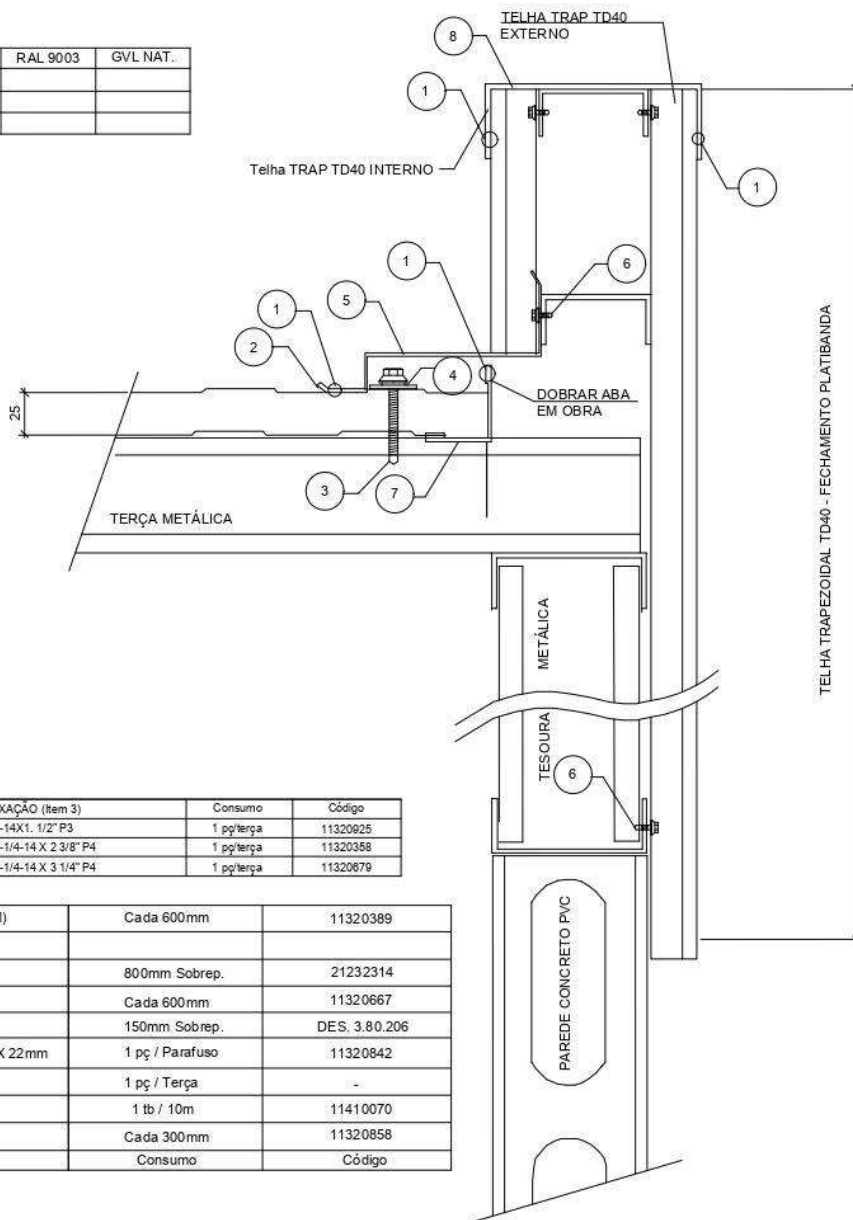 TELHA TRAP TD40
EXTERNO
8
RAL 9003 GVL NAT.
1
Telha TRAP TD40 INTERNO
1
1
6
5
1
2
4
DOBRAR ABA
EM OBRA
25
3
7
TERÇA METÁLICA
TELHA TRAPEZOIDAL TD40 - FECHAMENTO PLATIBANDA
TESOURA METÁLICA
6
XAÇÃO (Item 3) Consumo Código
-14X1. 1/2" P3 1 pç/terça 11320925
-1/4-14 X 2 3/8" P4 1 pç/terça 11320358
-1/4-14 X 3 1/4" P4 1 pç/terça 11320679
PAREDE CONCRETO PVC
) Cada 600mm 11320389
800mm Sobrep. 21232314
Cada 600mm 11320667
150mm Sobrep. DES. 3.80.206
X 22mm 1 pç / Parafuso 11320842
1 pç / Terça -
1 tb / 10m 11410070
Cada 300mm 11320858
Consumo Código